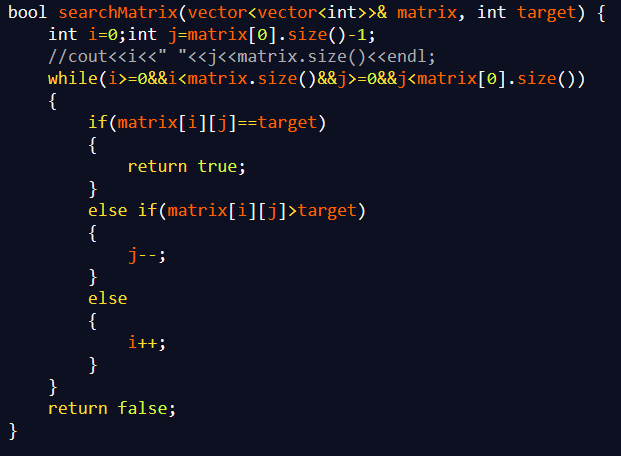 bool searchMatrix(vector<vector<int>>& matrix, int target) {
    int i=0;int j=matrix[0].size()-1;
    //cout<<i<<" "<<j<<matrix.size()<<endl;
    while(i>=0&&i<matrix.size()&&j>=0&&j<matrix[0].size())
    {
        if(matrix[i][j]==target)
        {
            return true;
        }
        else if(matrix[i][j]>target)
        {
            j--;
        }
        else
        {
            i++;
        }
    }
    return false;
}